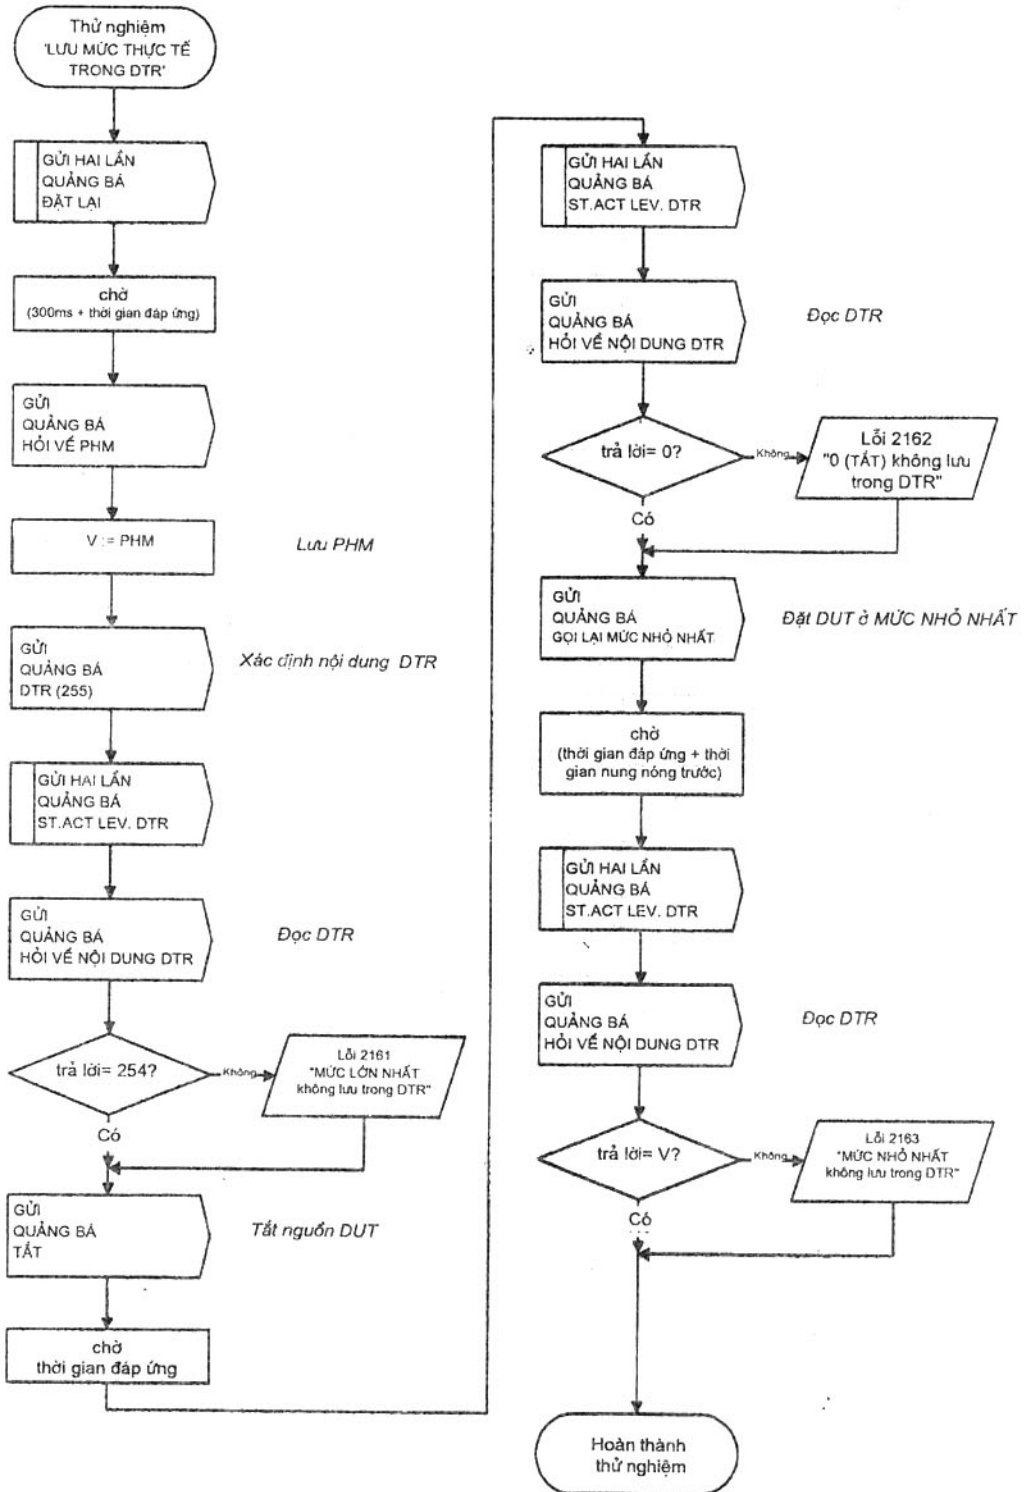 Thử nghiệm
'LƯU MỨC THỰC TẾ
TRONG DTR'
GỬI HAI LẦN
QUẢNG BÁ
ĐẶT LẠI
chờ
(300ms + thời gian đáp ứng)
GỬI
QUẢNG BÁ
HỎI VỀ PHM
V := PHM
Lưu PHM
GỬI
QUẢNG BÁ
DTR (255)
Xác định nội dung DTR
GỬI HAI LẦN
QUẢNG BÁ
ST.ACT LEV. DTR
GỬI
QUẢNG BÁ
HỎI VỀ NỘI DUNG DTR
Đọc DTR
trả lời= 254?
Không
Lỗi 2161
"MỨC LỚN NHẤT
không lưu trong DTR"
Có
GỬI
QUẢNG BÁ
TẮT
Tắt nguồn DUT
chờ
thời gian đáp ứng
GỬI HAI LẦN
QUẢNG BÁ
ST.ACT LEV. DTR
GỬI
QUẢNG BÁ
HỎI VỀ NỘI DUNG DTR
Đọc DTR
trả lời= 0?
Không
Lỗi 2162
"0 (TẮT) không lưu
trong DTR"
Có
GỬI
QUẢNG BÁ
GỌI LẠI MỨC NHỎ NHẤT
Đặt DUT ở MỨC NHỎ NHẤT
chờ
(thời gian đáp ứng + thời
gian nung nóng trước)
GỬI HAI LẦN
QUẢNG BÁ
ST.ACT LEV. DTR
GỬI
QUẢNG BÁ
HỎI VỀ NỘI DUNG DTR
Đọc DTR
trả lời= V?
Không
Lỗi 2163
"MỨC NHỎ NHẤT
không lưu trong DTR"
Có
Hoàn thành
thử nghiệm